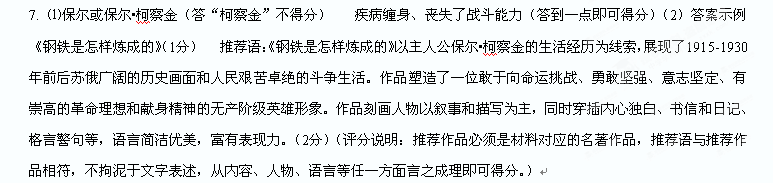 7. ⑴保尔或保尔•柯察金（答“柯察金”不得分） 疾病缠身、丧失了战斗能力（答到一点即可得分）（2）答案示例
《钢铁是怎样炼成的》（1分） 推荐语：《钢铁是怎样炼成的》以主人公保尔•柯察金的生活经历为线索，展现了1915-1930
年前后苏俄广阔的历史画面和人民艰苦卓绝的斗争生活。作品塑造了一位敢于向命运挑战、勇敢坚强、意志坚定、有
崇高的革命理想和献身精神的无产阶级英雄形象。作品刻画人物以叙事和描写为主，同时穿插内心独白、书信和日记、
格言警句等，语言简洁优美，富有表现力。（2分）（评分说明：推荐作品必须是材料对应的名著作品，推荐语与推荐作
品相符，不拘泥于文字表述，从内容、人物、语言等任一方面言之成理即可得分。）